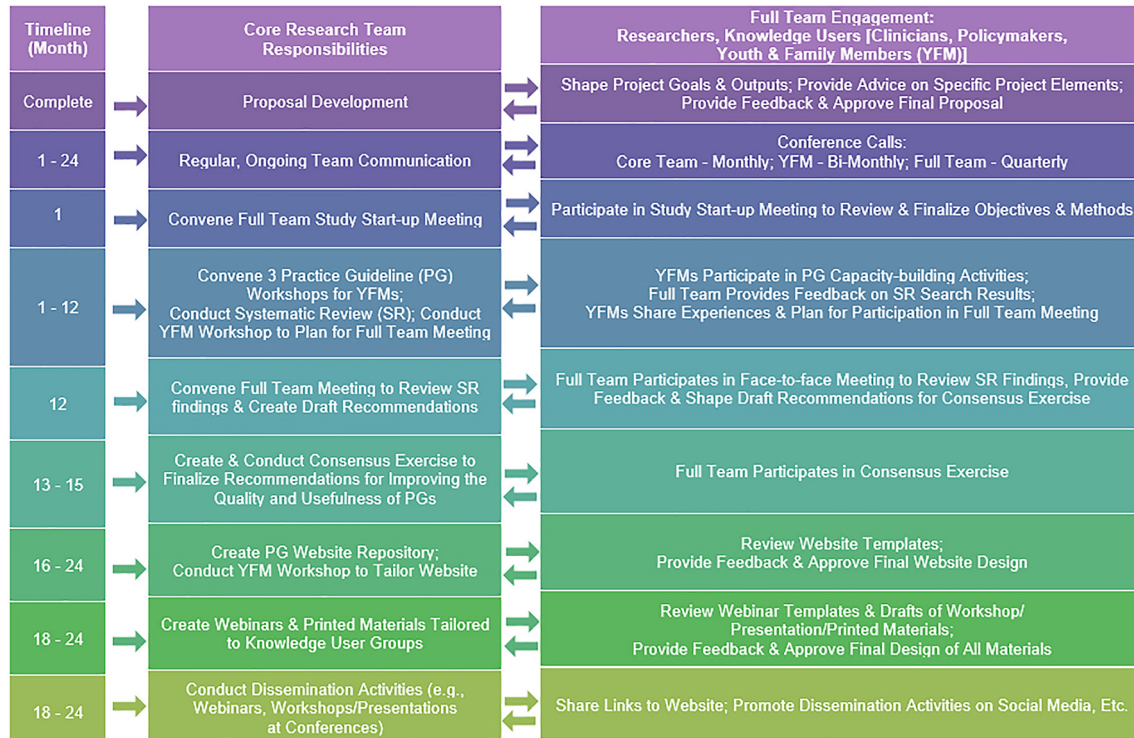 Timeline
(Month)
Core Research Team
Responsibilities
Full Team Engagement:
Researchers, Knowledge Users [Clinicians, Policymakers,
Youth & Family Members (YFM)]
Complete
Proposal Development
Shape Project Goals & Outputs; Provide Advice on Specific Project Elements;
Provide Feedback & Approve Final Proposal
1 - 24
Regular, Ongoing Team Communication
Conference Calls:
Core Team - Monthly; YFM - Bi-Monthly; Full Team - Quarterly
1
Convene Full Team Study Start-up Meeting
Participate in Study Start-up Meeting to Review & Finalize Objectives & Methods
1 - 12
Convene 3 Practice Guideline (PG)
Workshops for YFMs;
Conduct Systematic Review (SR); Conduct
YFM Workshop to Plan for Full Team Meeting
YFMs Participate in PG Capacity-building Activities;
Full Team Provides Feedback on SR Search Results;
YFMs Share Experiences & Plan for Participation in Full Team Meeting
12
Convene Full Team Meeting to Review SR
findings & Create Draft Recommendations
Full Team Participates in Face-to-face Meeting to Review SR Findings, Provide
Feedback & Shape Draft Recommendations for Consensus Exercise
13 - 15
Create & Conduct Consensus Exercise to
Finalize Recommendations for Improving the
Quality and Usefulness of PGs
Full Team Participates in Consensus Exercise
16 - 24
Create PG Website Repository;
Conduct YFM Workshop to Tailor Website
Review Website Templates;
Provide Feedback & Approve Final Website Design
18 - 24
Create Webinars & Printed Materials Tailored
to Knowledge User Groups
Review Webinar Templates & Drafts of Workshop/
Presentation/Printed Materials;
Provide Feedback & Approve Final Design of All Materials
18 - 24
Conduct Dissemination Activities (e.g.,
Webinars, Workshops/Presentations
at Conferences)
Share Links to Website; Promote Dissemination Activities on Social Media, Etc.